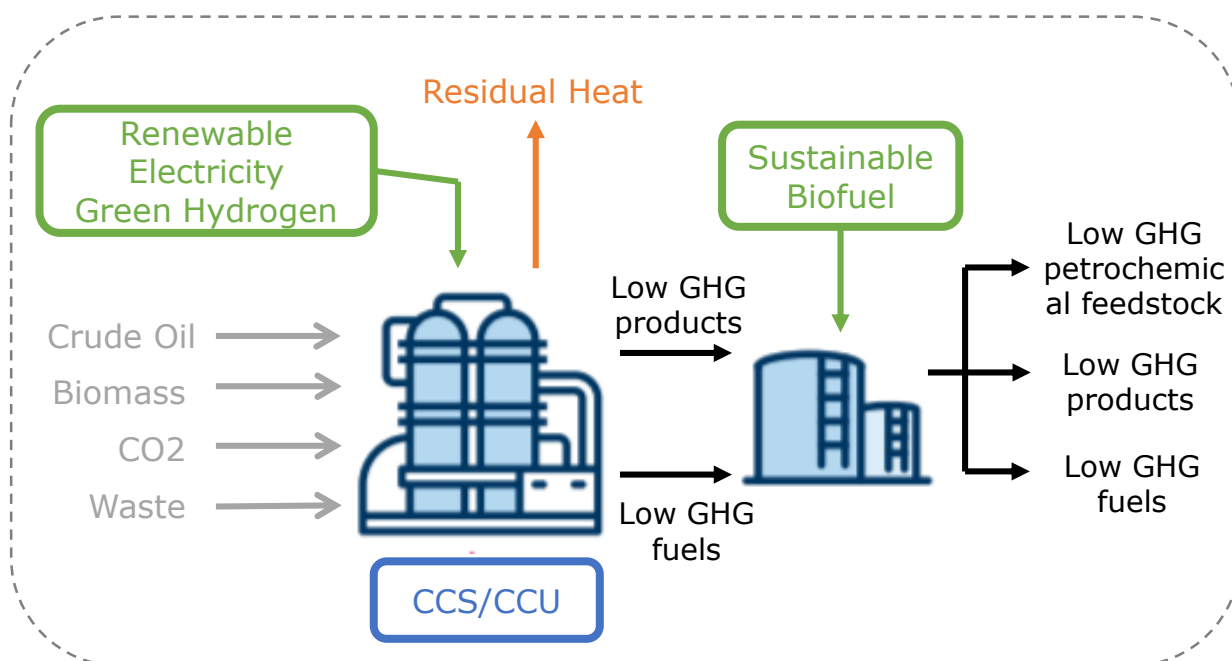 Residual Heat
Renewable
Electricity
Green Hydrogen
Sustainable
Biofuel
Crude Oil
Biomass
CO2
Waste
Low GHG
products
Low GHG
fuels
CCS/CCU
Low GHG
petrochemic
al feedstock
Low GHG
products
Low GHG
fuels